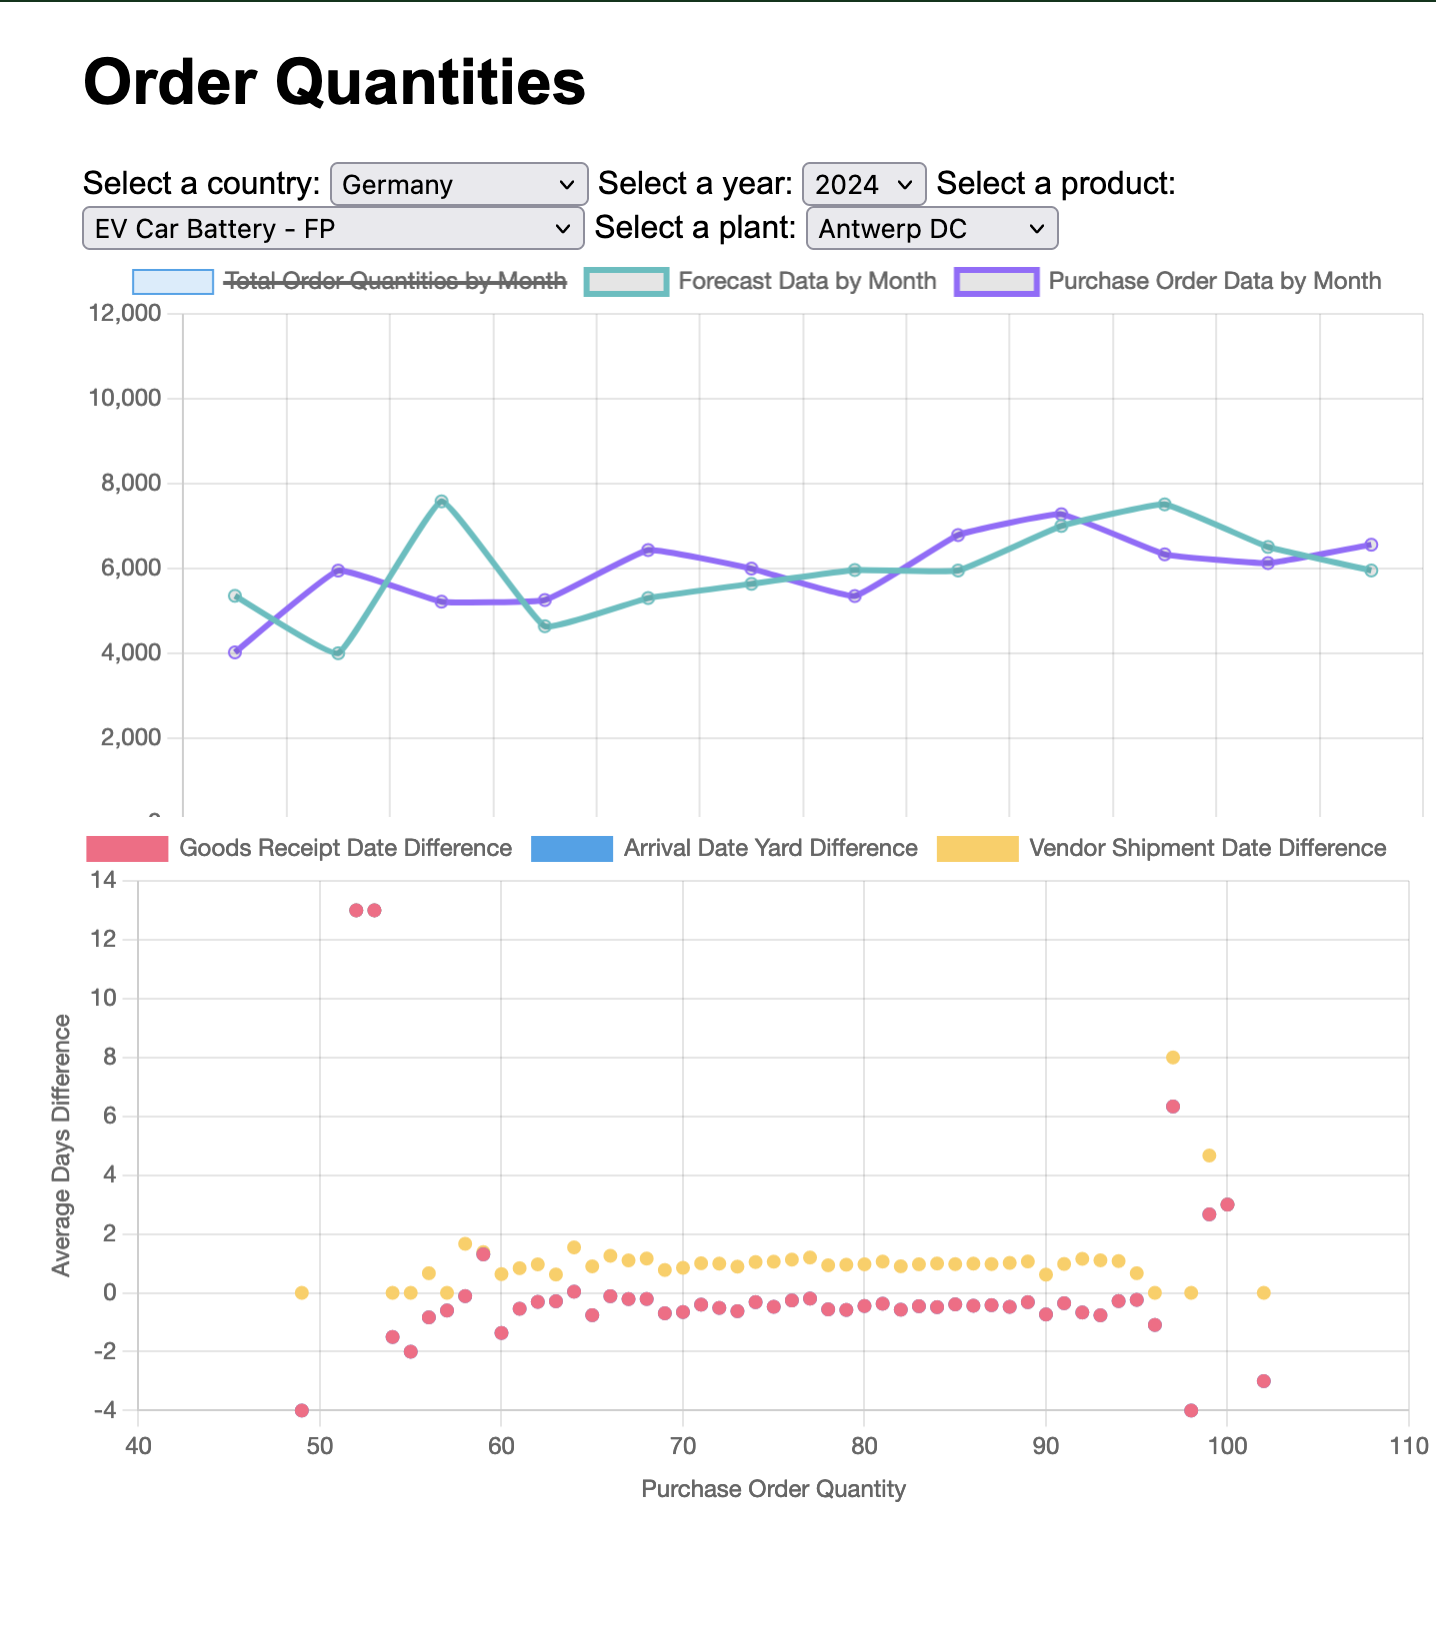 Order Quantities
Select a country: Germany Select a year: 2024 Select a product:
EV Car Battery - FP Select a plant: Antwerp DC
Total Order Quantities by Month Forecast Data by Month Purchase Order Data by Month
12,000
10,000
8,000
6,000
4,000
2,000
Goods Receipt Date Difference Arrival Date Yard Difference Vendor Shipment Date Difference
14
12
10
8
6
4
2
0
-2
-4
Average Days Difference
40 50 60 70 80 90 100 110
Purchase Order Quantity